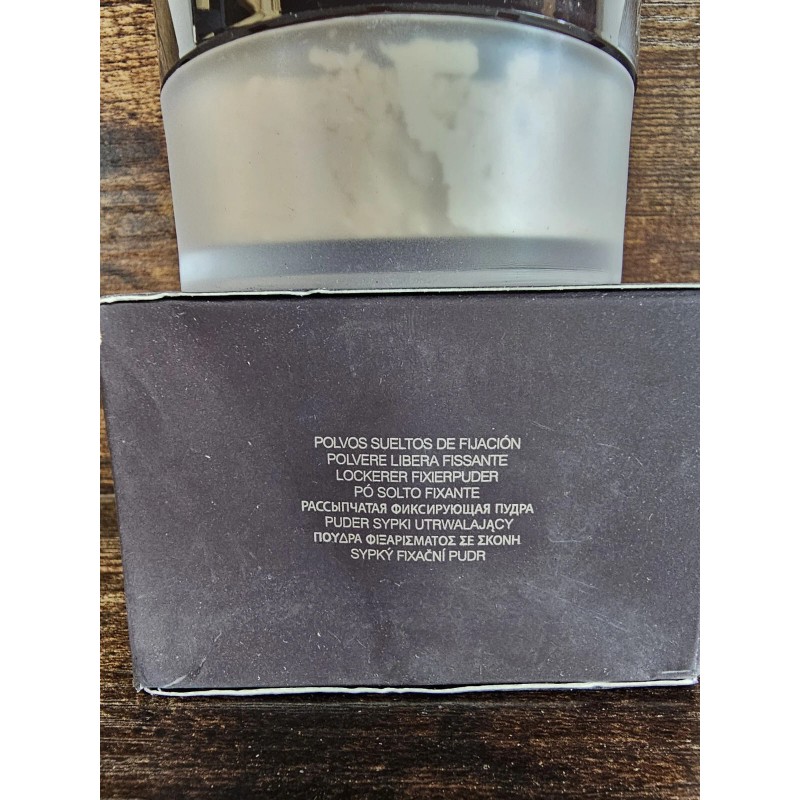 POLVOS SUELTOS DE FIJACIÓN
POLVERE LIBERA FISSANTE
LOCKERER FIXIERPUDER
PÓ SOLTO FIXANTE
РАССЫПЧАТАЯ ФИКСИРУЮЩАЯ ПУДРА
PUDER SYPKI UTRWALAJĄCY
ΠΟΥΔΡΑ ΦΙΞΑΡΙΣΜΑΤΟΣ ΣΕ ΣΚΟΝΗ
SYPKÝ FIXAČNÍ PUDR